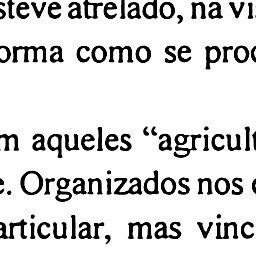 steve atrelado, na vi
orma como se proc
m aqueles “agricult
e. Organizados nos
articular, mas vinc